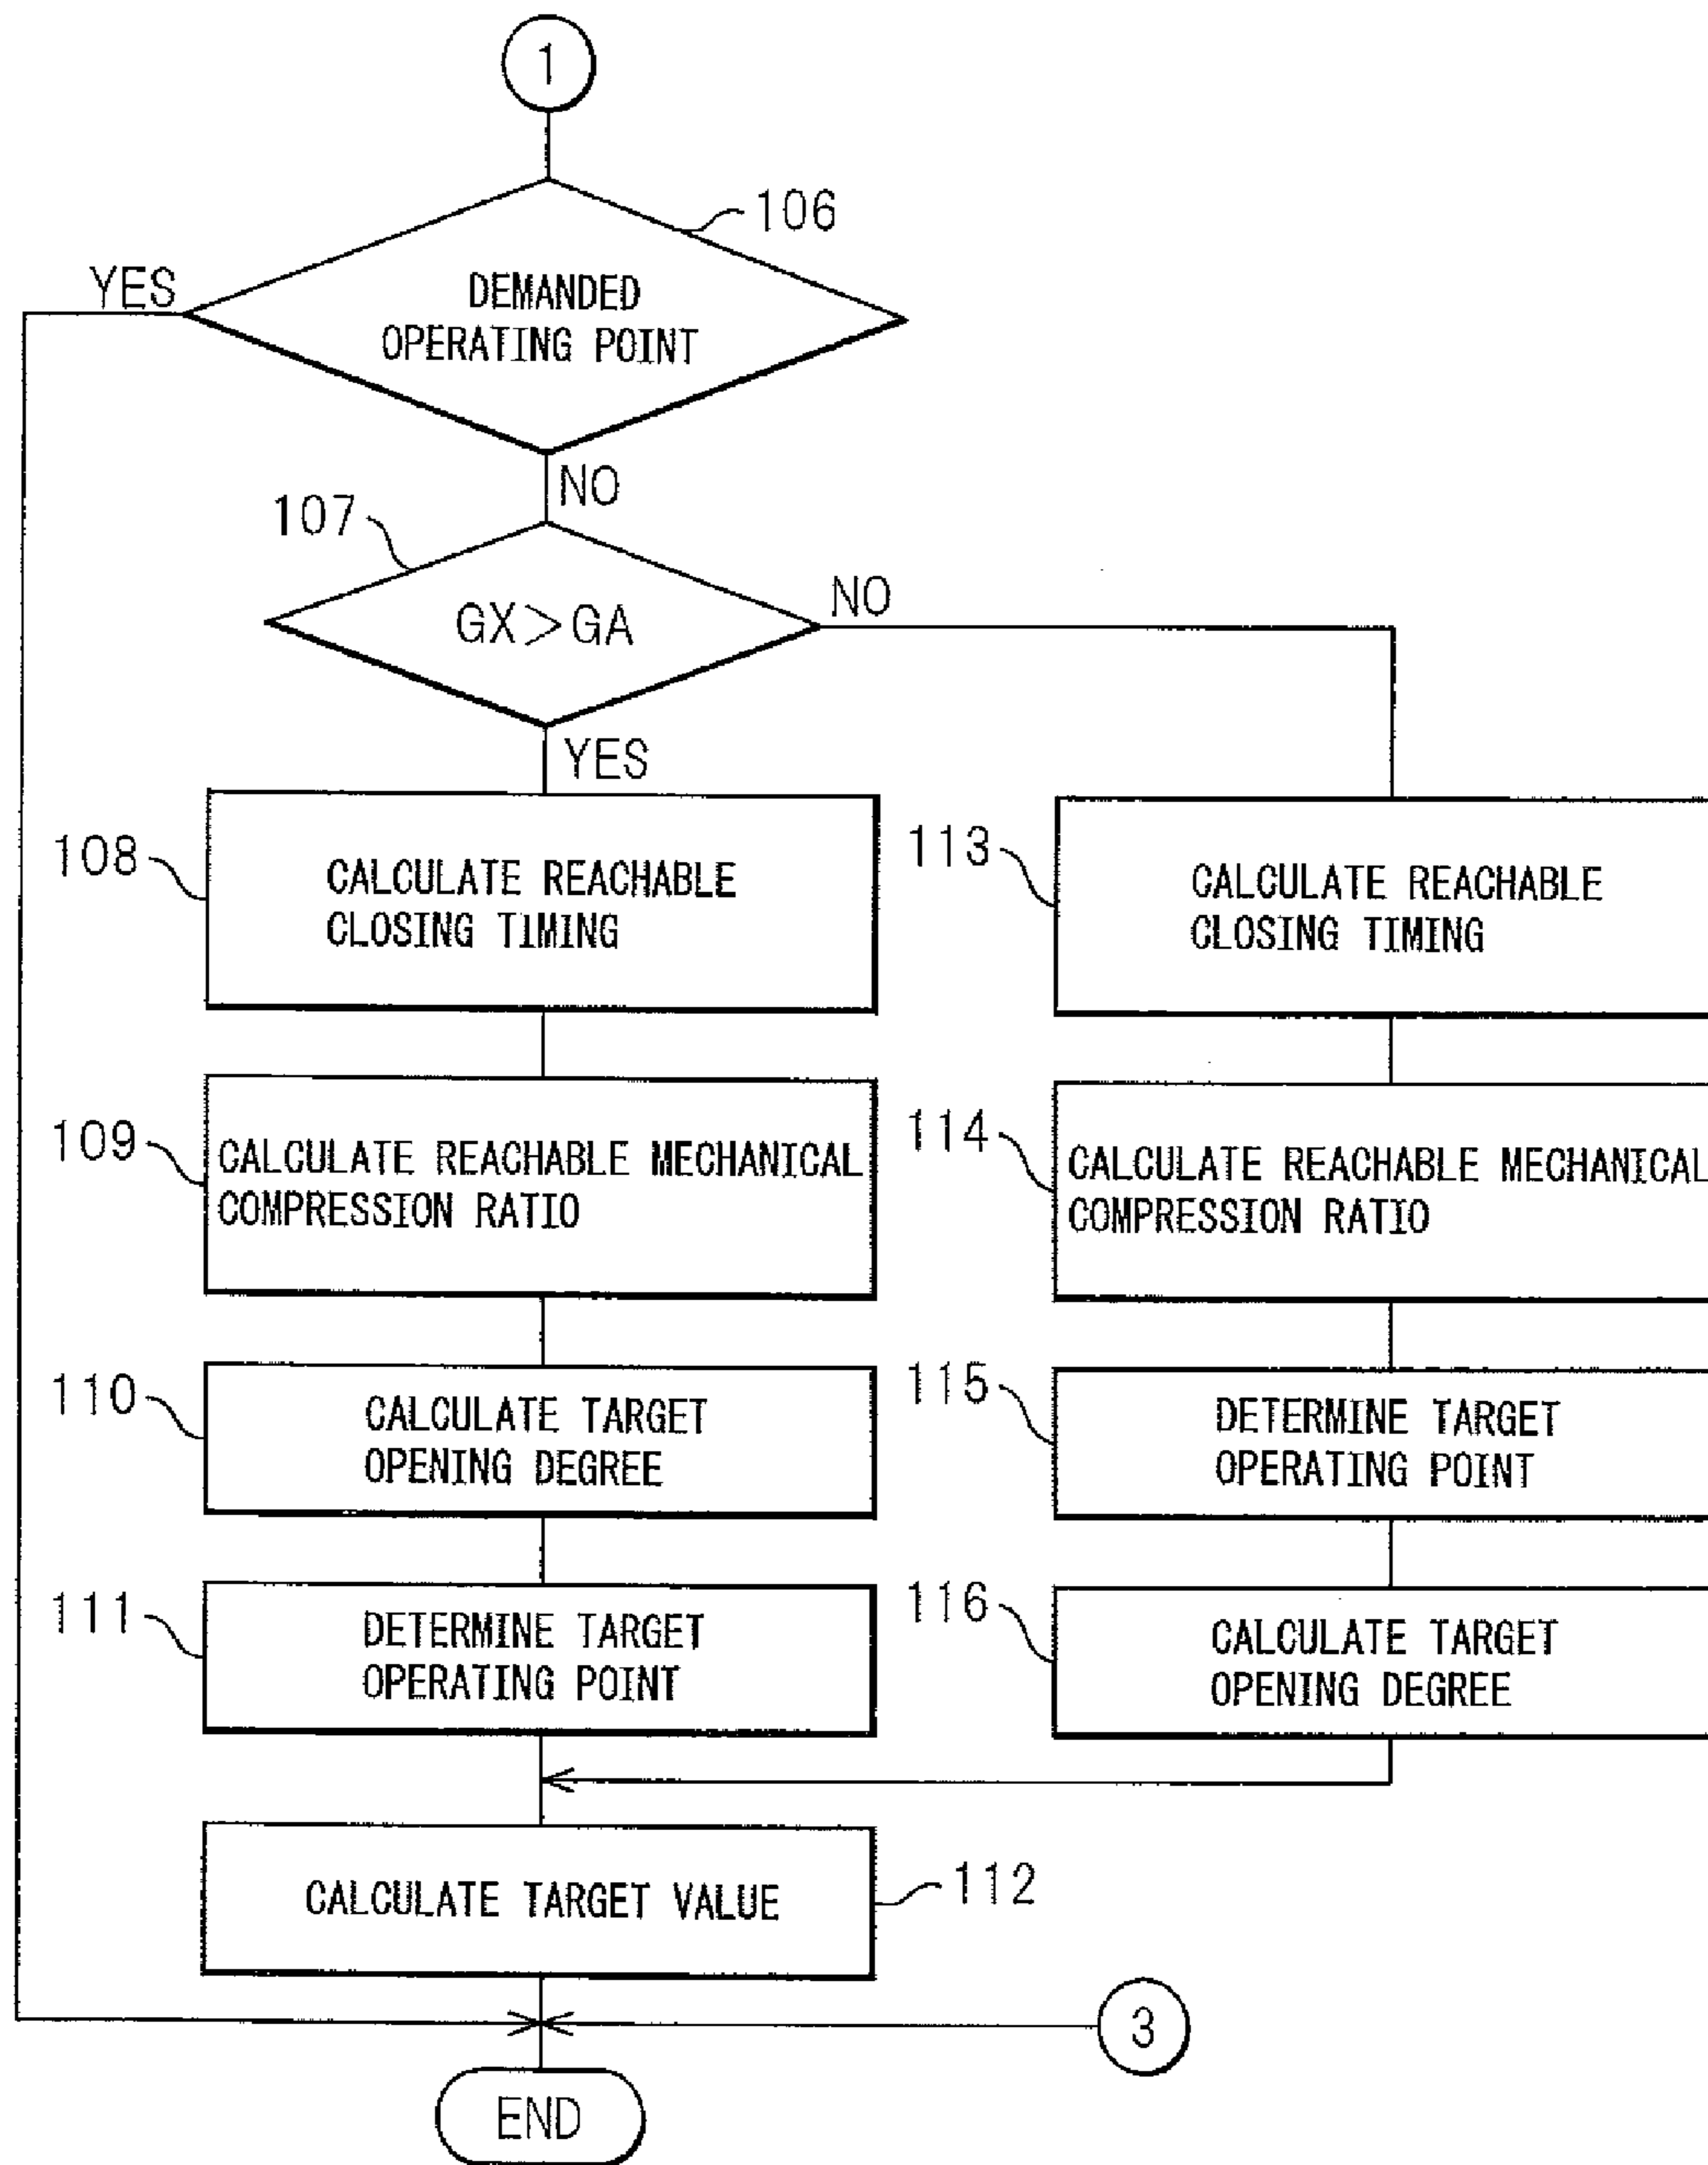 1
106
YES
DEMANDED
OPERATING POINT
NO
107
GX>GA
NO
YES
108
CALCULATE REACHABLE
CLOSING TIMING
113
CALCULATE REACHABLE
CLOSING TIMING
109
CALCULATE REACHABLE MECHANICAL
COMPRESSION RATIO
114
CALCULATE REACHABLE MECHANICAL
COMPRESSION RATIO
110
CALCULATE TARGET
OPENING DEGREE
115
DETERMINE TARGET
OPERATING POINT
111
DETERMINE TARGET
OPERATING POINT
116
CALCULATE TARGET
OPENING DEGREE
CALCULATE TARGET VALUE
112
3
END